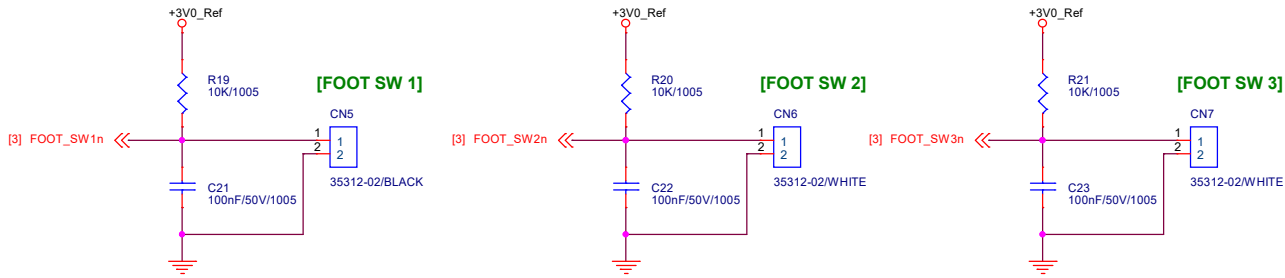 +3V0_Ref
R19
10K/1005
[FOOT SW 1]
CN5
[3] FOOT_SW1n
1
2
1
2
35312-02/BLACK
C21
100nF/50V/1005
+3V0_Ref
R20
10K/1005
[FOOT SW 2]
CN6
[3] FOOT_SW2n
1
2
1
2
35312-02/WHITE
C22
100nF/50V/1005
+3V0_Ref
R21
10K/1005
[FOOT SW 3]
CN7
[3] FOOT_SW3n
1
2
1
2
35312-02/WHITE
C23
100nF/50V/1005